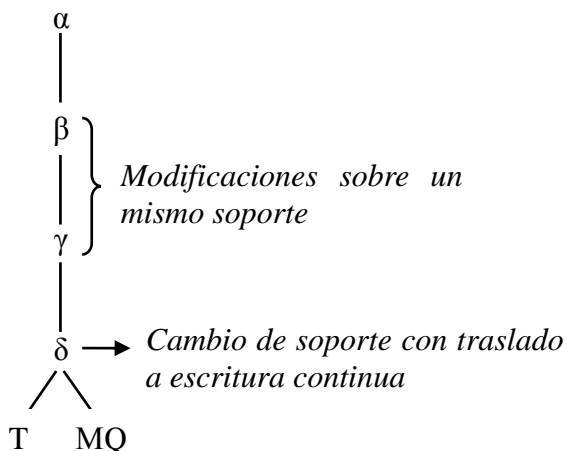 α
β
Modificaciones sobre un
mismo soporte
γ
δ
Cambio de soporte con traslado
a escritura continua
T MQ